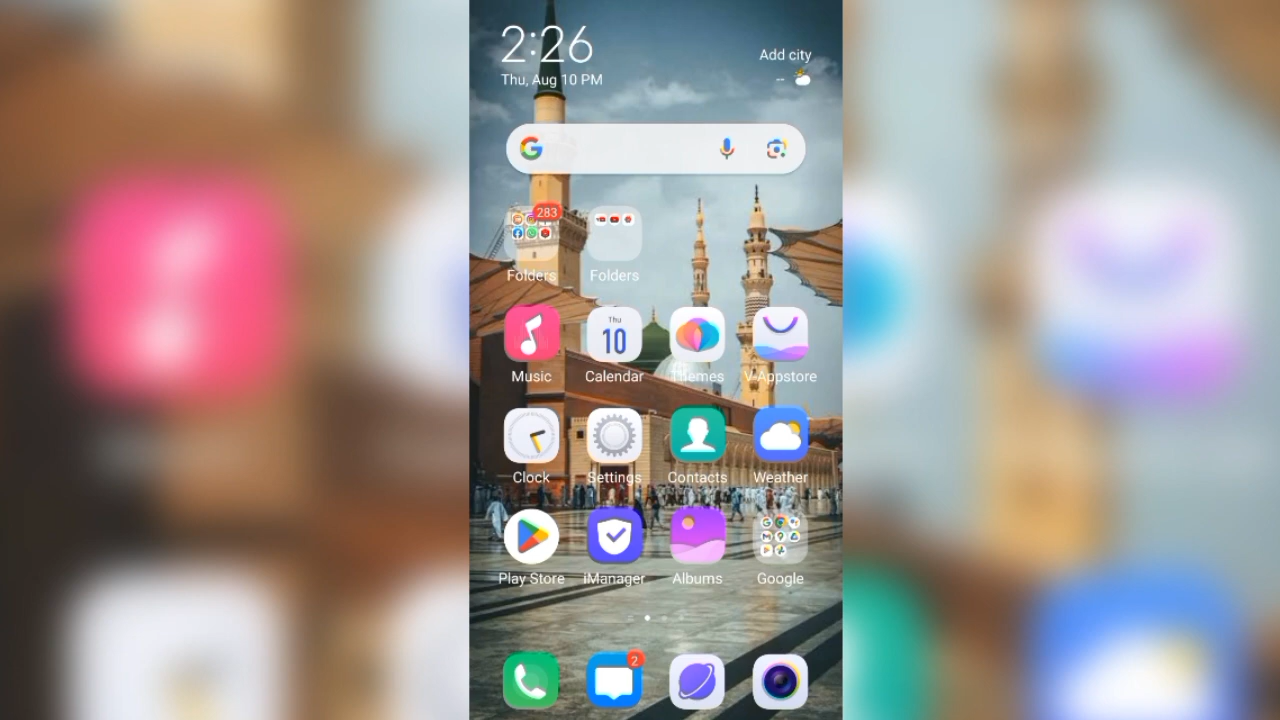 2:26
Thu, Aug 10 PM
Add city
--
G
283
Folders
Folders
Thu
10
Music
Calendar
Themes
V-Appstore
Clock
Settings
Contacts
Weather
Play Store
iManager
Albums
Google
2